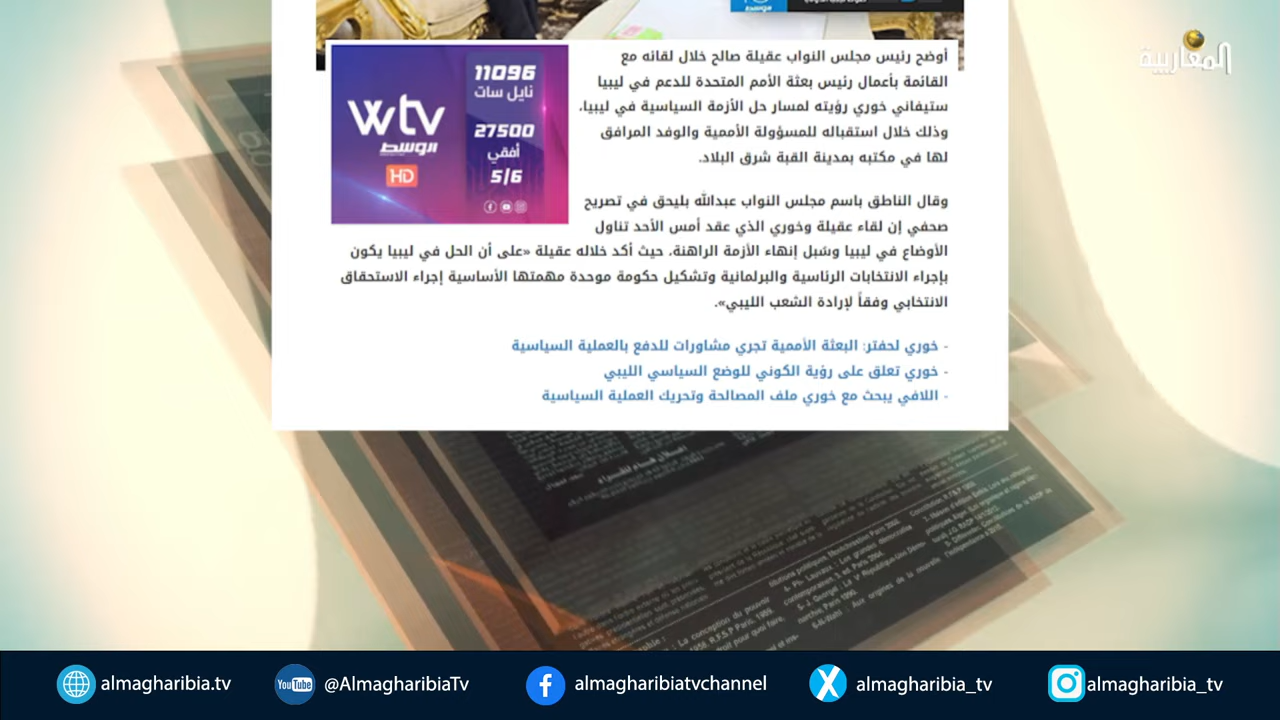 المغاربية
أوضح رئيس مجلس النواب عقيلة صالح خلال لقائه مع
القائمة بأعمال رئيس بعثة الأمم المتحدة للدعم في ليبيا
ستيفاني خوري رؤيته لمسار حل الأزمة السياسية في ليبيا.
وذلك خلال استقباله للمسؤولة الأممية والوفد المرافق
لها في مكتبه بمدينة القبة شرق البلاد.
11096
نايل سات
27500
أفقي
5/6
wtv
الوسط
HD
وقال الناطق باسم مجلس النواب عبدالله بليحق في تصريح
صحفي إن لقاء عقيلة وخوري الذي عقد أمس الأحد تناول
الأوضاع في ليبيا وسُبل إنهاء الأزمة الراهنة، حيث أكد خلاله عقيلة «على أن الحل في ليبيا يكون
بإجراء الانتخابات الرئاسية والبرلمانية وتشكيل حكومة موحدة مهمتها الأساسية إجراء الاستحقاق
الانتخابي وفقاً لإرادة الشعب الليبي».
- خوري لحفتر: البعثة الأممية تجري مشاورات للدفع بالعملية السياسية
- خوري تعلق على رؤية الكوني للوضع السياسي الليبي
- اللافي يبحث مع خوري ملف المصالحة وتحريك العملية السياسية
almagharibia.tv
YouTube
@AlmagharibiaTv
almagharibiatvchannel
almagharibia_tv
almagharibia_tv